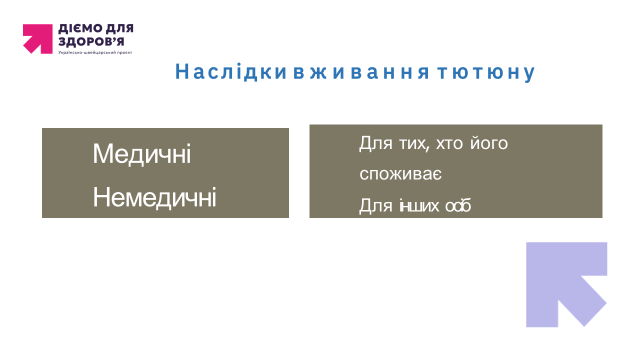 ДІЄМО ДЛЯ
ЗДОРОВ'Я
Українсько-швейцарський проєкт
Наслідки вживання тютюну
Медичні
Немедичні
Для тих, хто його
споживає
Для інших осіб